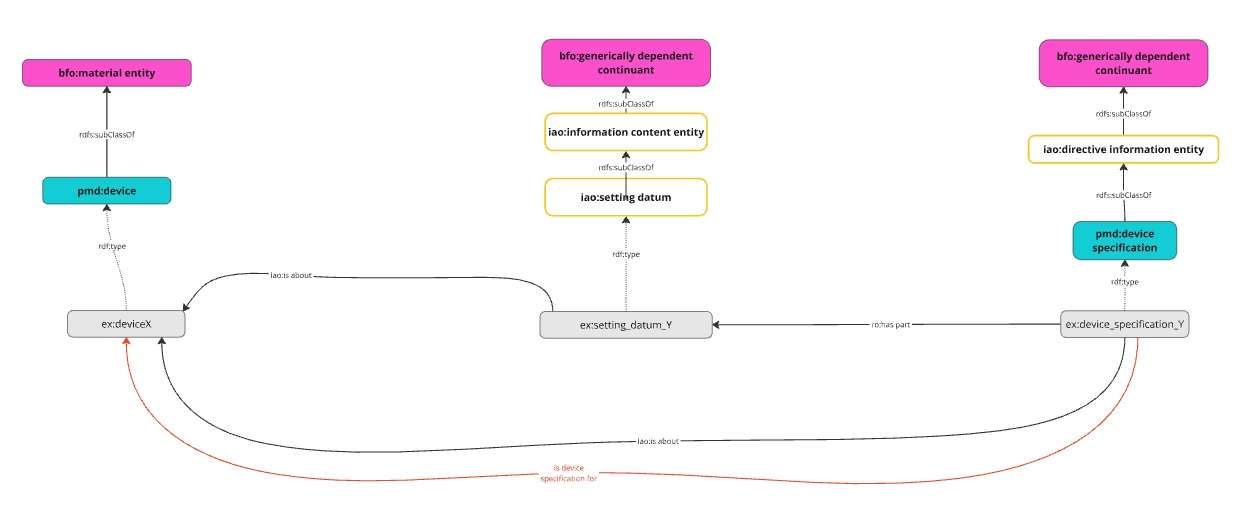 bfo:generically dependent
continuant
bfo:generically dependent
continuant
bfo:material entity
rdfs:subClassOf
rdfs:subClassOf
iao:information content entity
rdfs:subClassOf
iao:directive information entity
rdfs:subClassOf
pmd:device
iao:setting datum
rdfs:subClassOf
pmd:device
specification
rdf:type
rdf:type
iao:is about
rdf:type
ex:deviceX
ex:setting_datum_Y
ro:has part
ex:device_specification_Y
iao:is about
is device
specification for